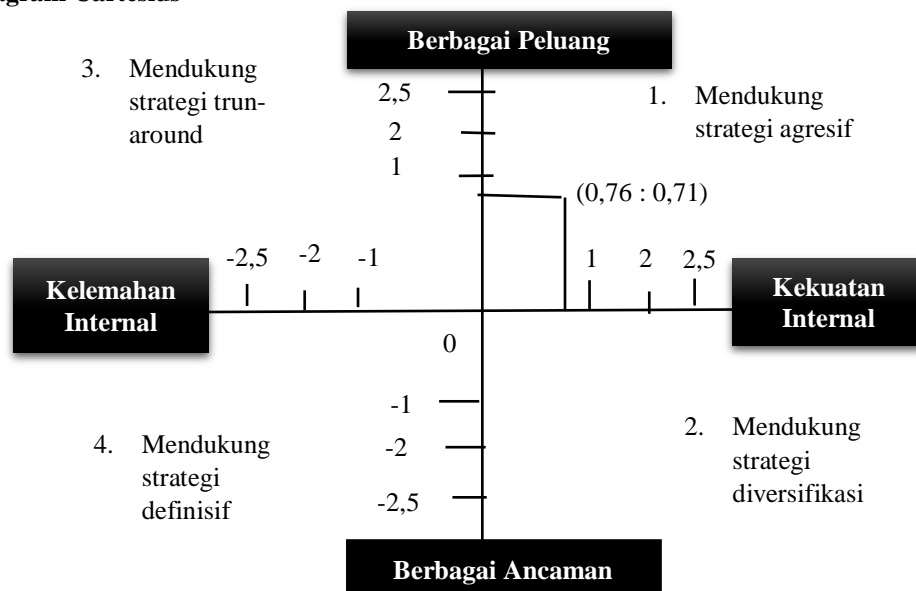 Berbagai Peluang
3. Mendukung
strategi trun-
around
2,5
2
1
1. Mendukung
strategi agresif
(0,76 : 0,71)
-2,5 -2 -1
1 2 2,5
Kelemahan
Internal
Kekuatan
Internal
0
-1
-2
-2,5
4. Mendukung
strategi
definisif
2. Mendukung
strategi
diversifikasi
Berbagai Ancaman